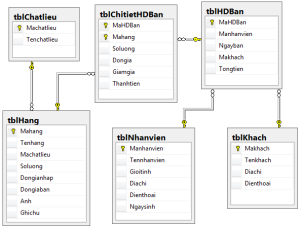 tblChatlieu
Machatlieu
Tenchatlieu
tblChitietHDBan
MaHDBan
Mahang
Soluong
Dongia
Giamgia
Thanhtien
tblHDBan
MaHDBan
Manhanvien
Ngayban
Makhach
Tongtien
tblHang
Mahang
Tenhang
Machatlieu
Soluong
Dongianhap
Dongiaban
Anh
Ghichu
tblNhanvien
Manhanvien
Tennhanvien
Gioitinh
Diachi
Dienthoai
Ngaysinh
tblKhach
Makhach
Tenkhach
Diachi
Dienthoai